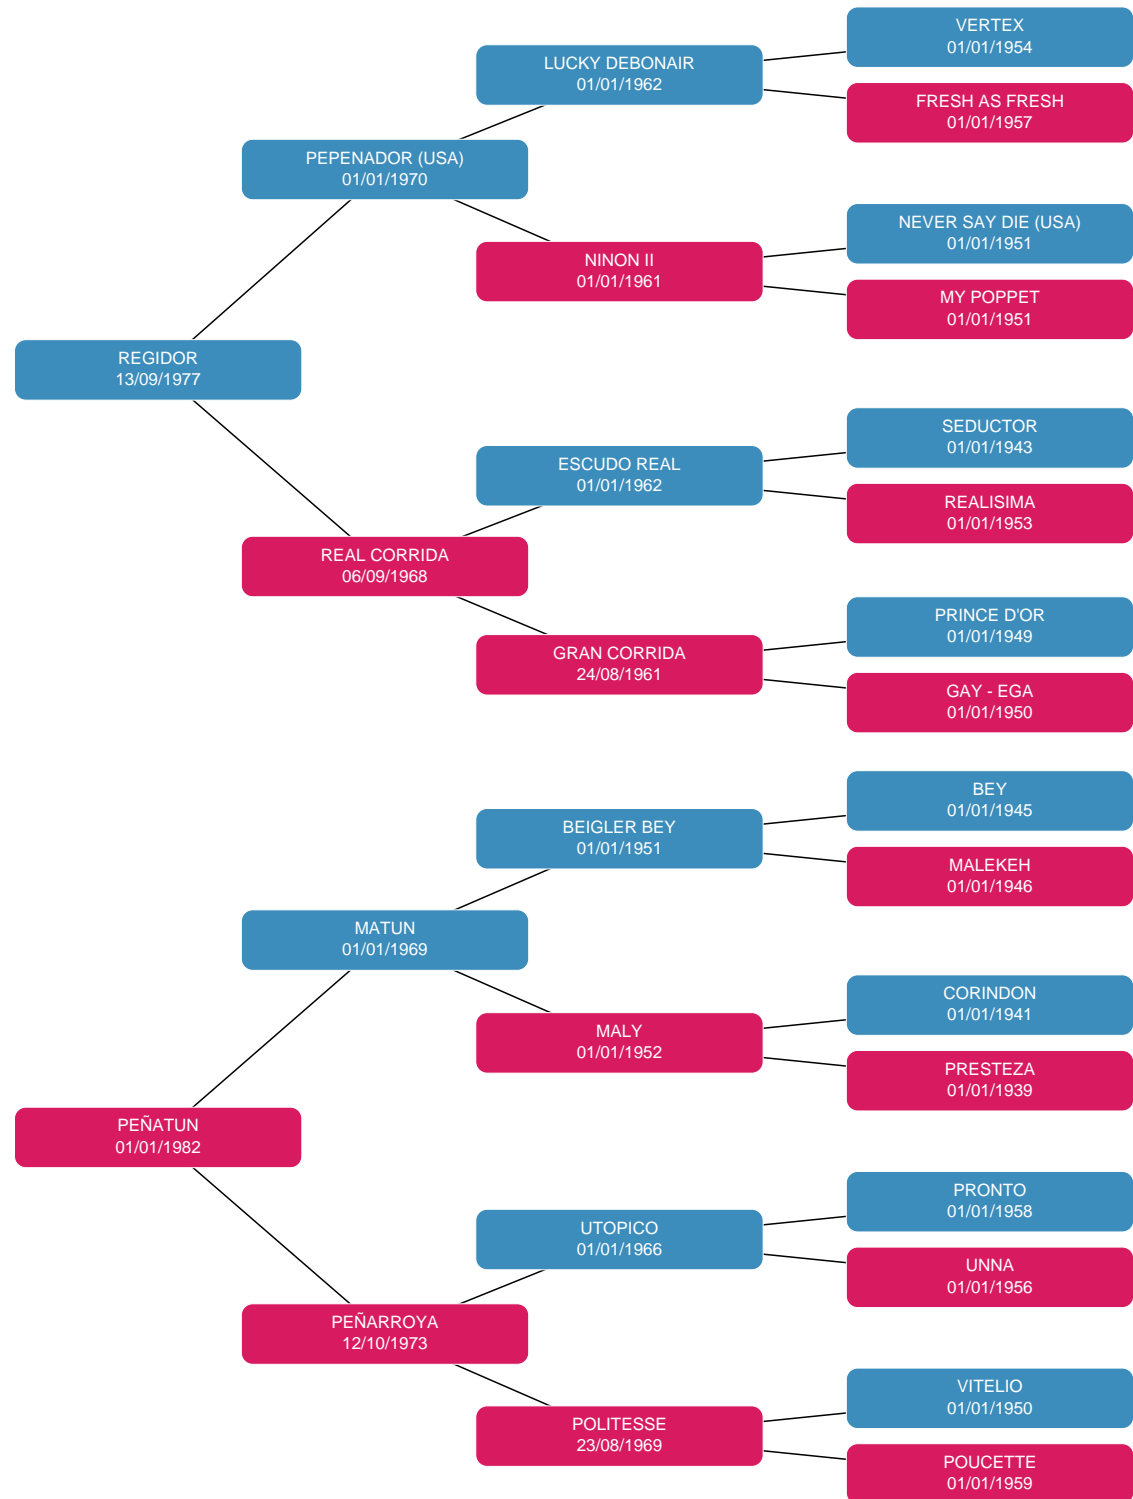 VERTEX
01/01/1954
LUCKY DEBONAIR
01/01/1962
FRESH AS FRESH
01/01/1957
PEPENADOR (USA)
01/01/1970
NEVER SAY DIE (USA)
01/01/1951
NINON II
01/01/1961
MY POPPET
01/01/1951
REGIDOR
13/09/1977
SEDUCTOR
01/01/1943
ESCUDO REAL
01/01/1962
REALISIMA
01/01/1953
REAL CORRIDA
06/09/1968
PRINCE D'OR
01/01/1949
GRAN CORRIDA
24/08/1961
GAY - EGA
01/01/1950
BEY
01/01/1945
BEIGLER BEY
01/01/1951
MALEKEH
01/01/1946
MATUN
01/01/1969
CORINDON
01/01/1941
MALY
01/01/1952
PRESTEZA
01/01/1939
PEÑATUN
01/01/1982
PRONTO
01/01/1958
UTOPICO
01/01/1966
UNNA
01/01/1956
PEÑARROYA
12/10/1973
VITELIO
01/01/1950
POLITESSE
23/08/1969
POUCETTE
01/01/1959